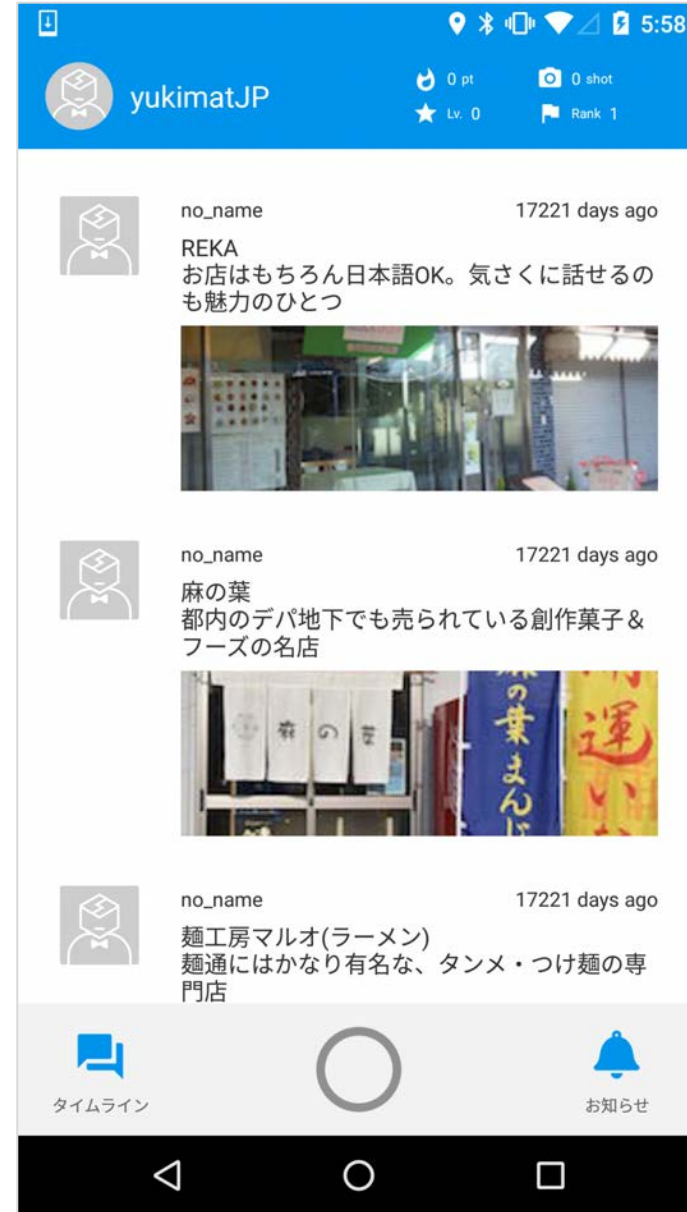 5:58
yukimatJP
0 pt
0 shot
Lv. 0
Rank 1
no_name
17221 days ago
REKA
お店はもちろん日本語OK。気さくに話せるの
も魅力のひとつ
no_name
17221 days ago
麻の葉
都内のデパ地下でも売られている創作菓子&
フーズの名店
麻の葉
の葉まんじ
運い
no_name
17221 days ago
麺工房マルオ(ラーメン)
麺通にはかなり有名な、タンメ・つけ麺の専
門店
タイムライン
お知らせ